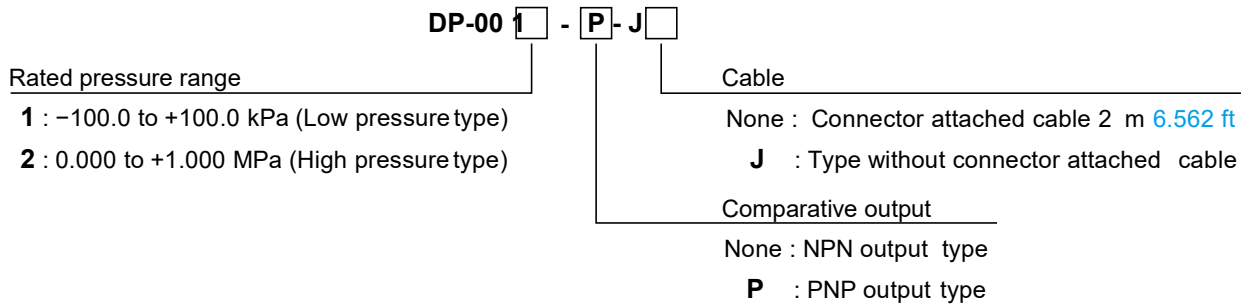 DP-00 1 - P - J
Rated pressure range
1 : −100.0 to +100.0 kPa (Low pressure type)
2 : 0.000 to +1.000 MPa (High pressure type)
Cable
None : Connector attached cable 2 m 6.562 ft
J : Type without connector attached cable
Comparative output
None : NPN output type
P : PNP output type